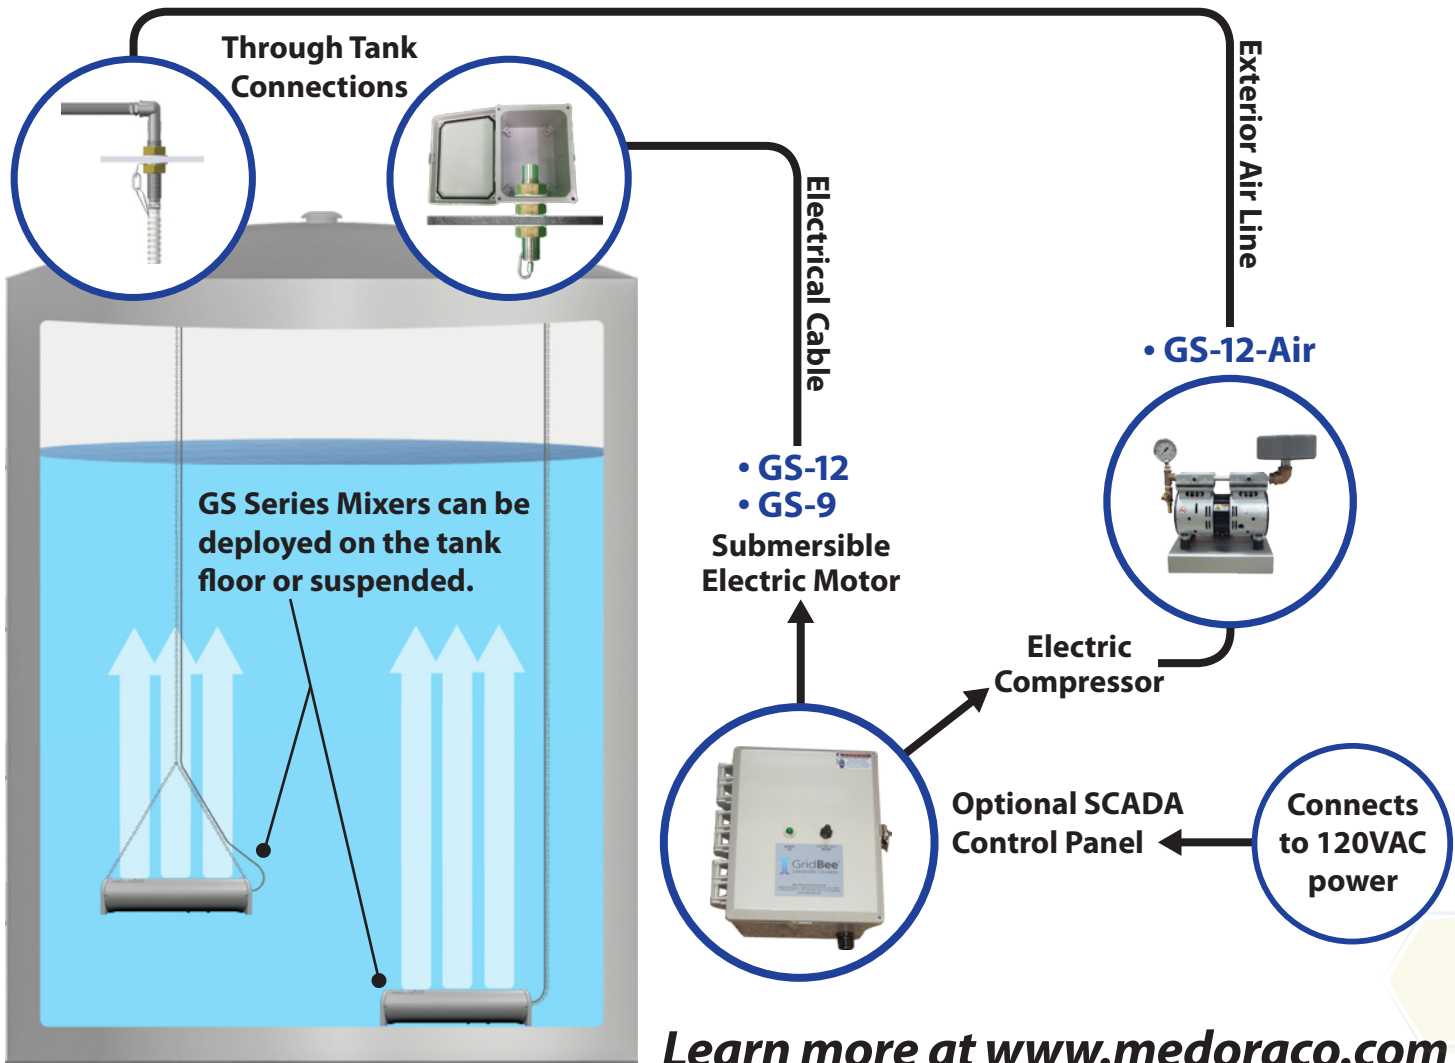 Through Tank
Connections
Exterior Air Line
Electrical Cable
• GS-12-Air
• GS-12
• GS-9
Submersible
Electric Motor
GS Series Mixers can be
deployed on the tank
floor or suspended.
Electric
Compressor
Optional SCADA
Control Panel
Connects
to 120VAC
power
GridBee
Learn more at www.medoraco.com